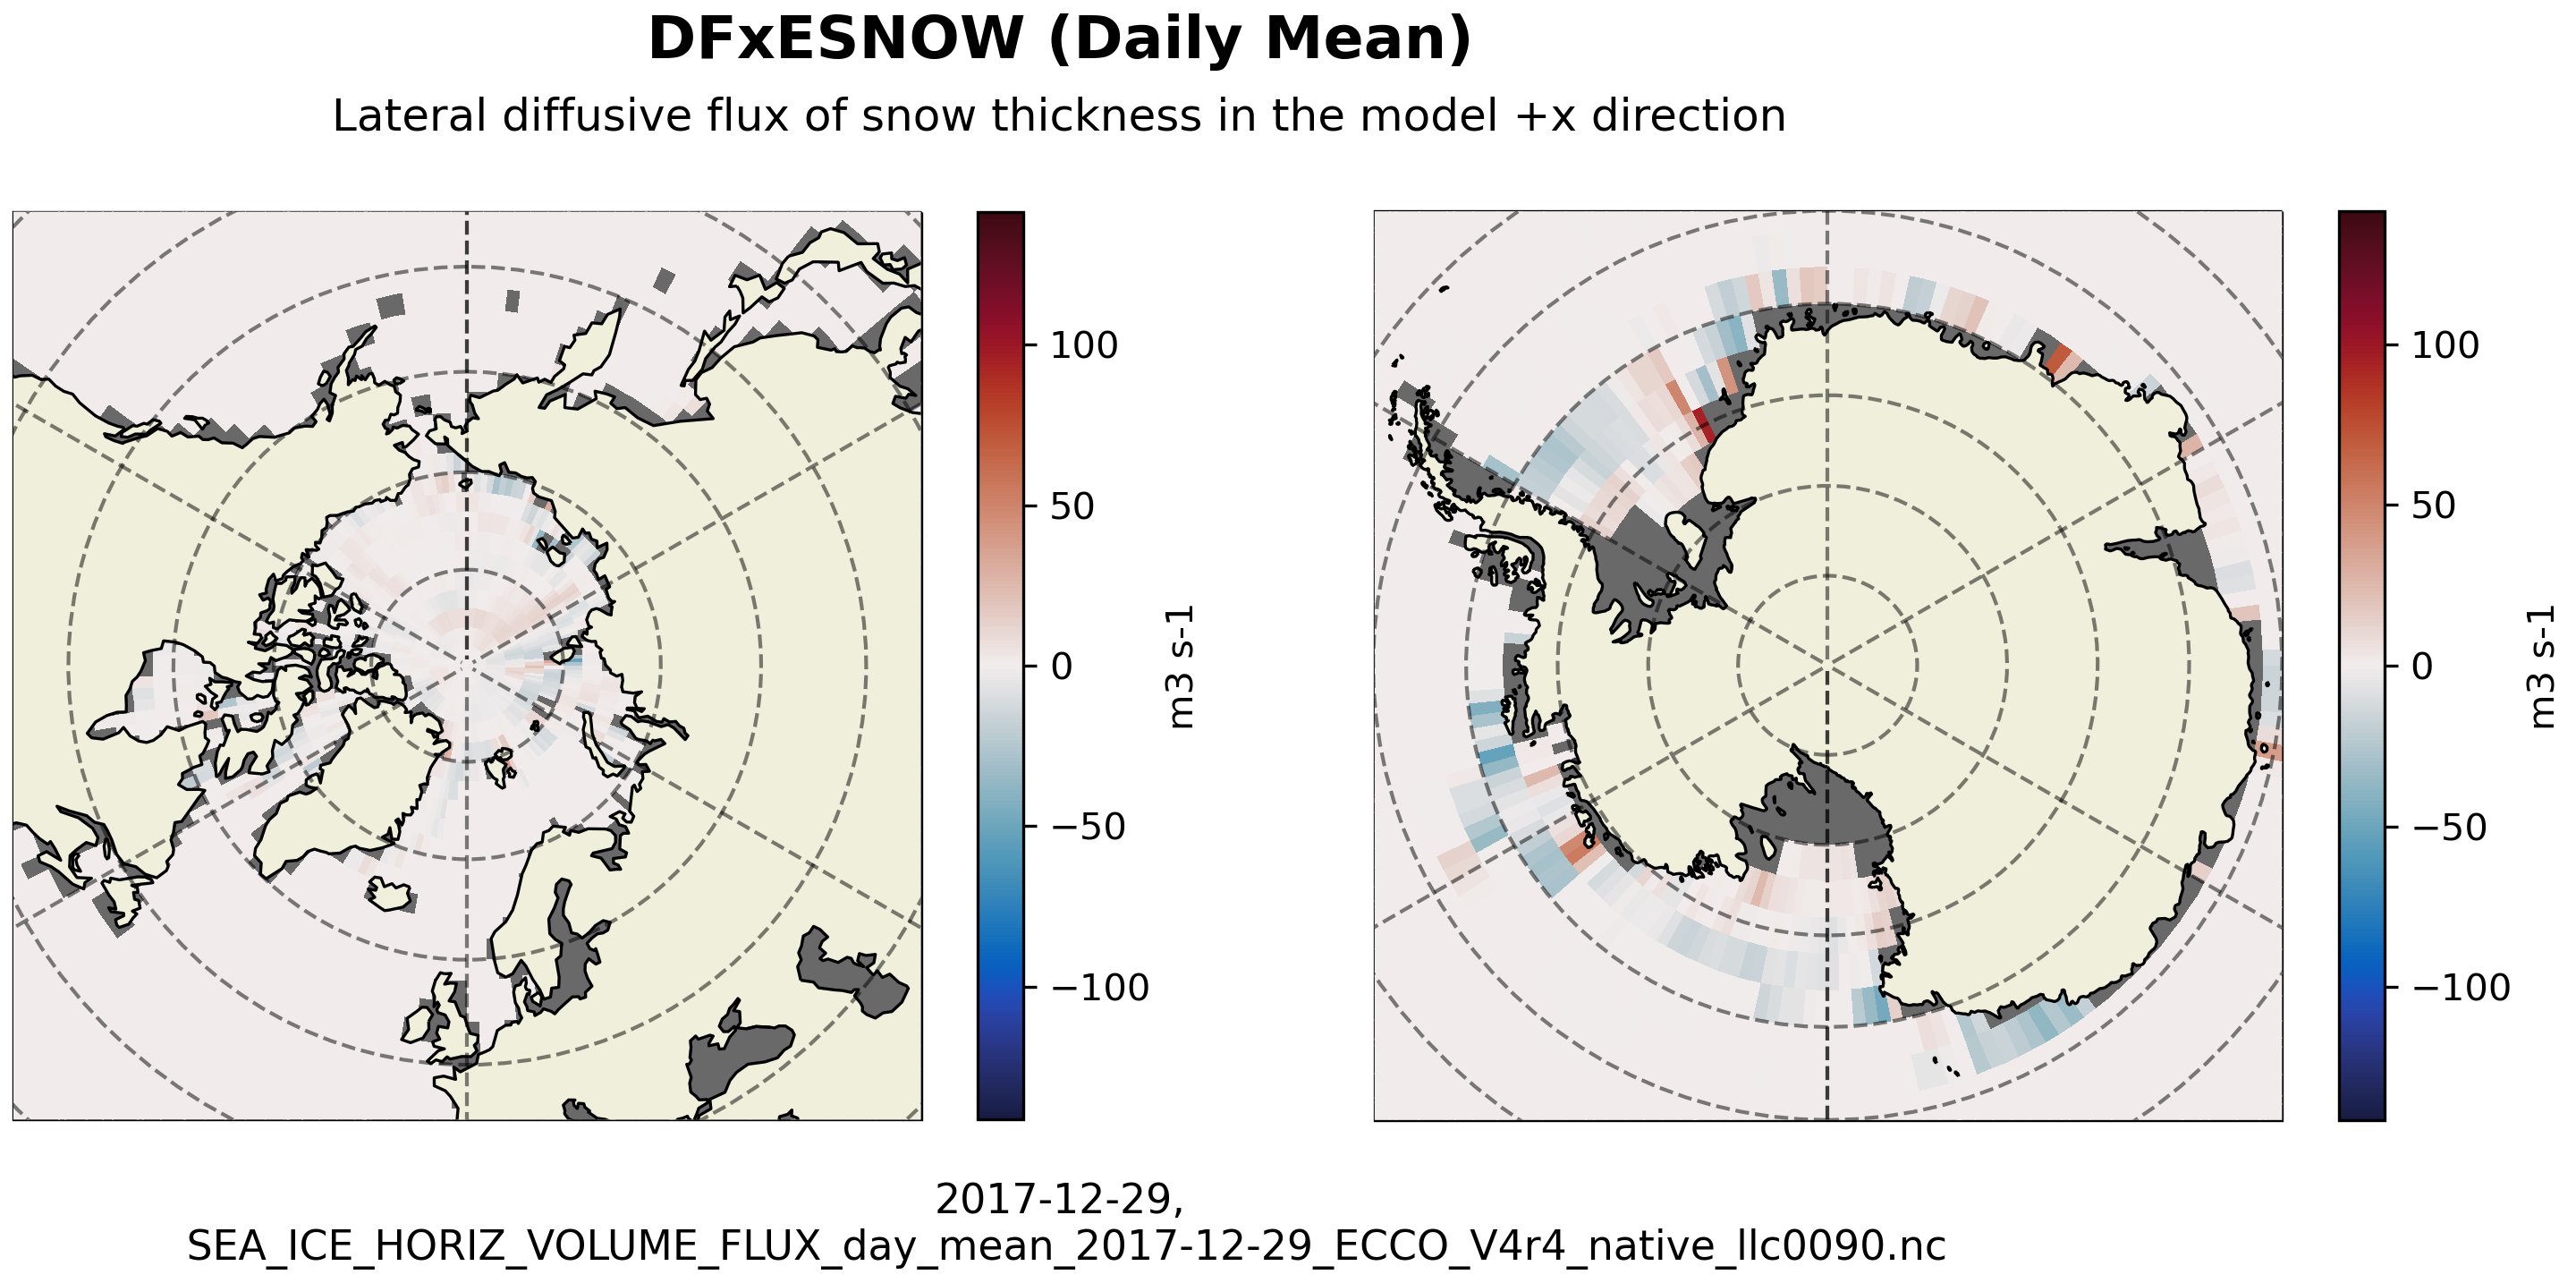 DFxESNOW (Daily Mean)
Lateral diffusive flux of snow thickness in the model +x direction
100
50
0
−50
−100
m3 s-1
100
50
0
−50
−100
m3 s-1
2017-12-29,
SEA_ICE_HORIZ_VOLUME_FLUX_day_mean_2017-12-29_ECCO_V4r4_native_llc0090.nc